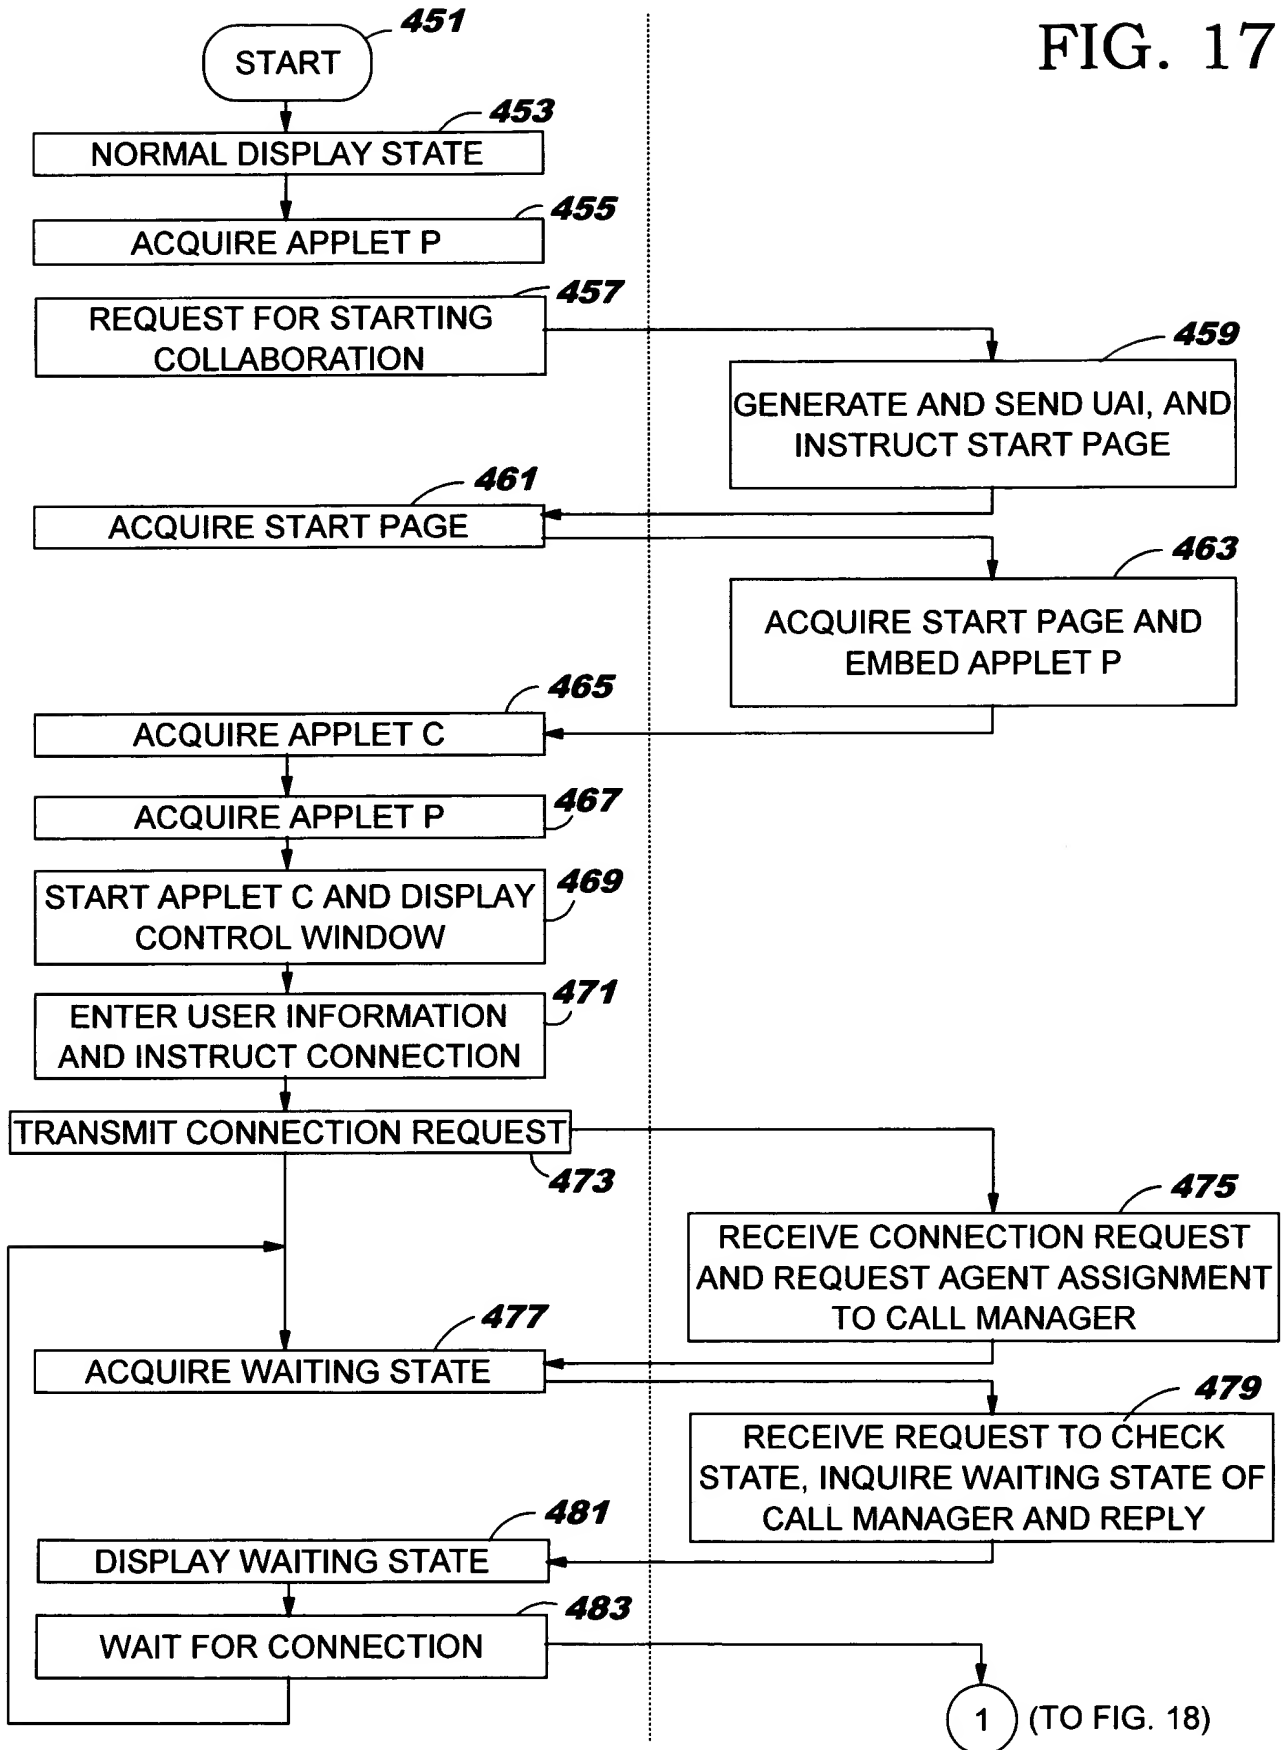 FIG. 17
451
START
453
NORMAL DISPLAY STATE
455
ACQUIRE APPLET P
457
REQUEST FOR STARTING
COLLABORATION
459
GENERATE AND SEND UAI, AND
INSTRUCT START PAGE
461
ACQUIRE START PAGE
463
ACQUIRE START PAGE AND
EMBED APPLET P
465
ACQUIRE APPLET C
ACQUIRE APPLET P
467
START APPLET C AND DISPLAY
CONTROL WINDOW
469
ENTER USER INFORMATION
AND INSTRUCT CONNECTION
471
TRANSMIT CONNECTION REQUEST
473
475
RECEIVE CONNECTION REQUEST
AND REQUEST AGENT ASSIGNMENT
TO CALL MANAGER
477
ACQUIRE WAITING STATE
479
RECEIVE REQUEST TO CHECK
STATE, INQUIRE WAITING STATE OF
CALL MANAGER AND REPLY
481
DISPLAY WAITING STATE
483
WAIT FOR CONNECTION
1 (TO FIG. 18)